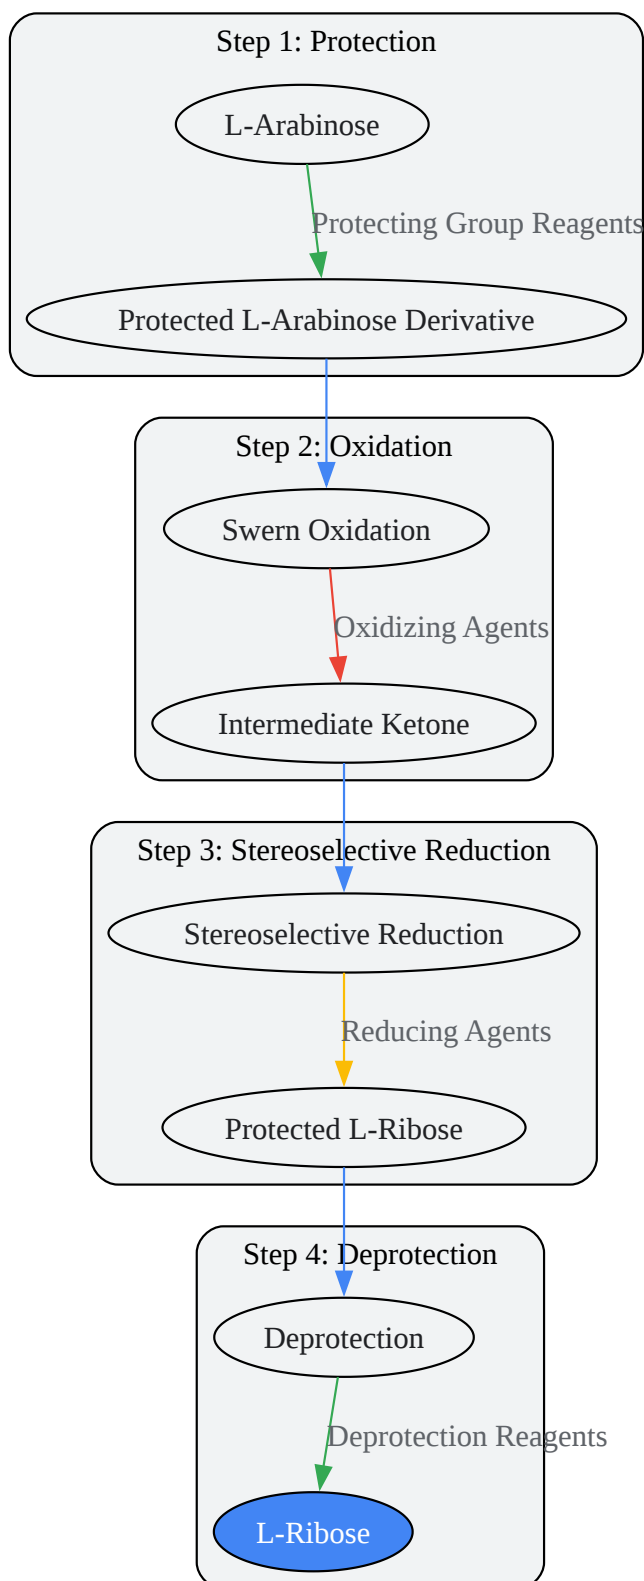 Step 1: Protection
L-Arabinose
Protecting Group Reagents
Protected L-Arabinose Derivative
Step 2: Oxidation
Swern Oxidation
Oxidizing Agents
Intermediate Ketone
Step 3: Stereoselective Reduction
Stereoselective Reduction
Reducing Agents
Protected L-Ribose
Step 4: Deprotection
Deprotection
Deprotection Reagents
L-Ribose